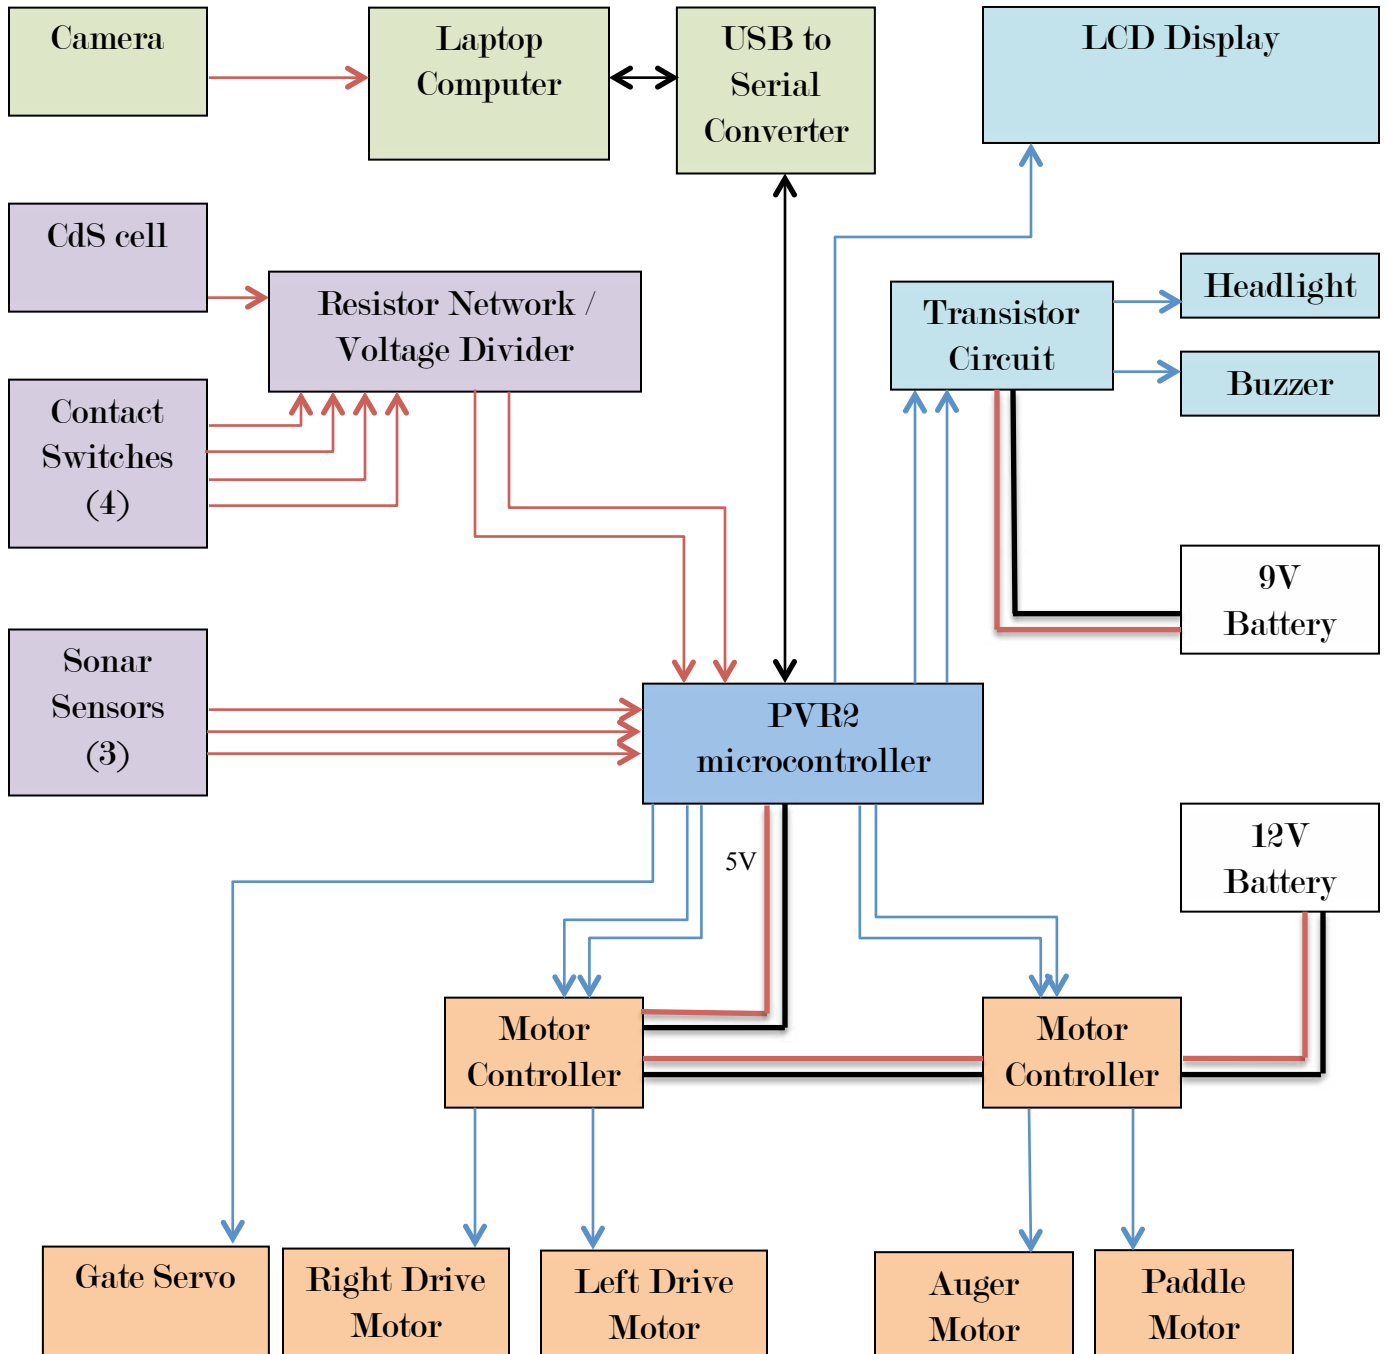 Camera
Laptop
Computer
USB to
Serial
Converter
LCD Display
CdS cell
Resistor Network /
Voltage Divider
Transistor
Circuit
Headlight
Buzzer
Contact
Switches
(4)
9V
Battery
Sonar
Sensors
(3)
PVR2
microcontroller
5V
12V
Battery
Motor
Controller
Motor
Controller
Gate Servo
Right Drive
Motor
Left Drive
Motor
Auger
Motor
Paddle
Motor